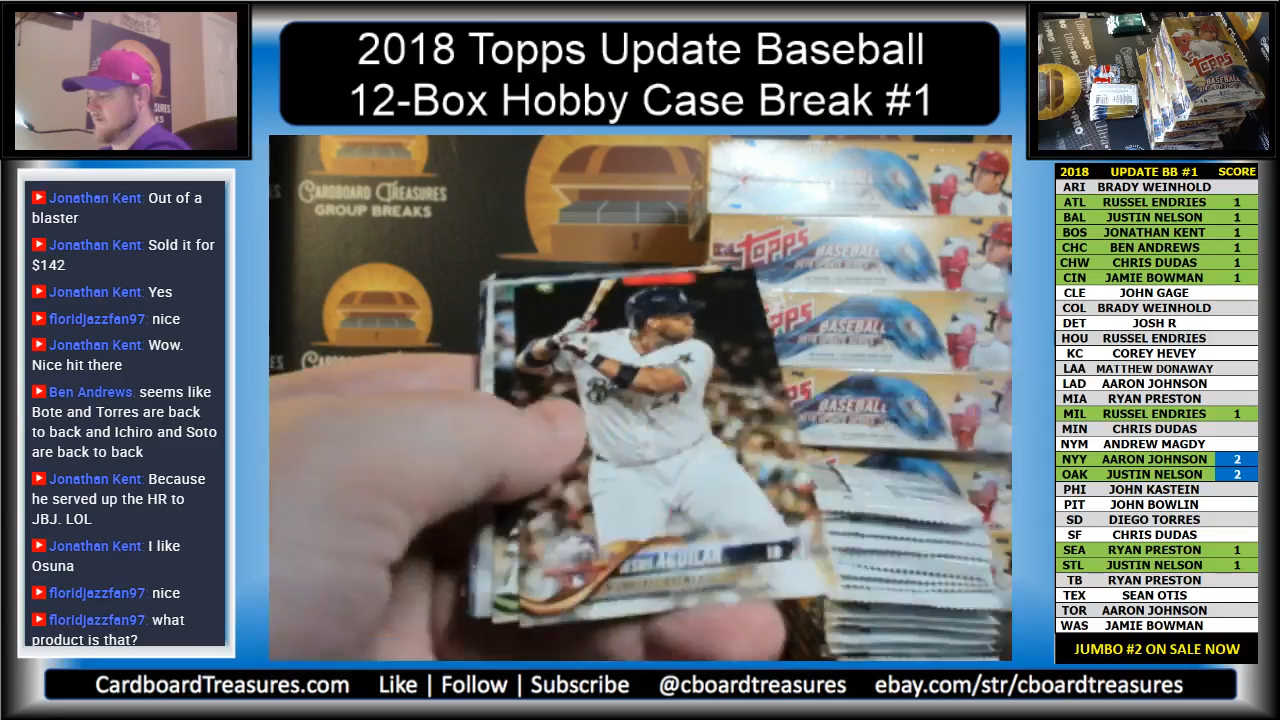 2018 Topps Update Baseball
12-Box Hobby Case Break #1
Jonathan Kent: Out of a
blaster
Jonathan Kent: Sold it for
$142
Jonathan Kent: Yes
floridjazzfan97: nice
Jonathan Kent: Wow.
Nice hit there
Ben Andrews: seems like
Bote and Torres are back
to back and Ichiro and Soto
are back to back
Jonathan Kent: Because
he served up the HR to
JBJ. LOL
Jonathan Kent: I like
Osuna
floridjazzfan97: nice
floridjazzfan97: what
product is that?
CARDBOARD TREASURES
GROUP BREAKS
Topps
BASEBALL
BASEBALL
BASEBALL
BASEBALL
AGUILAR
Topps
BASEBALL
2018 UPDATE BB #1 SCORE
ARI BRADY WEINHOLD
ATL RUSSEL ENDRIES 1
BAL JUSTIN NELSON 1
BOS JONATHAN KENT 1
CHC BEN ANDREWS 1
CHW CHRIS DUDAS 1
CIN JAMIE BOWMAN 1
CLE JOHN GAGE
COL BRADY WEINHOLD
DET JOSH R
HOU RUSSEL ENDRIES
KC COREY HEVEY
LAA MATTHEW DONAWAY
LAD AARON JOHNSON
MIA RYAN PRESTON
MIL RUSSEL ENDRIES 1
MIN CHRIS DUDAS
NYM ANDREW MAGDY
NYY AARON JOHNSON 2
OAK JUSTIN NELSON 2
PHI JOHN KASTEIN
PIT JOHN BOWLIN
SD DIEGO TORRES
SF CHRIS DUDAS
SEA RYAN PRESTON 1
STL JUSTIN NELSON 1
TB RYAN PRESTON
TEX SEAN OTIS
TOR AARON JOHNSON
WAS JAMIE BOWMAN
JUMBO #2 ON SALE NOW
CardboardTreasures.com Like | Follow | Subscribe @cboardtreasures ebay.com/str/cboardtreasures